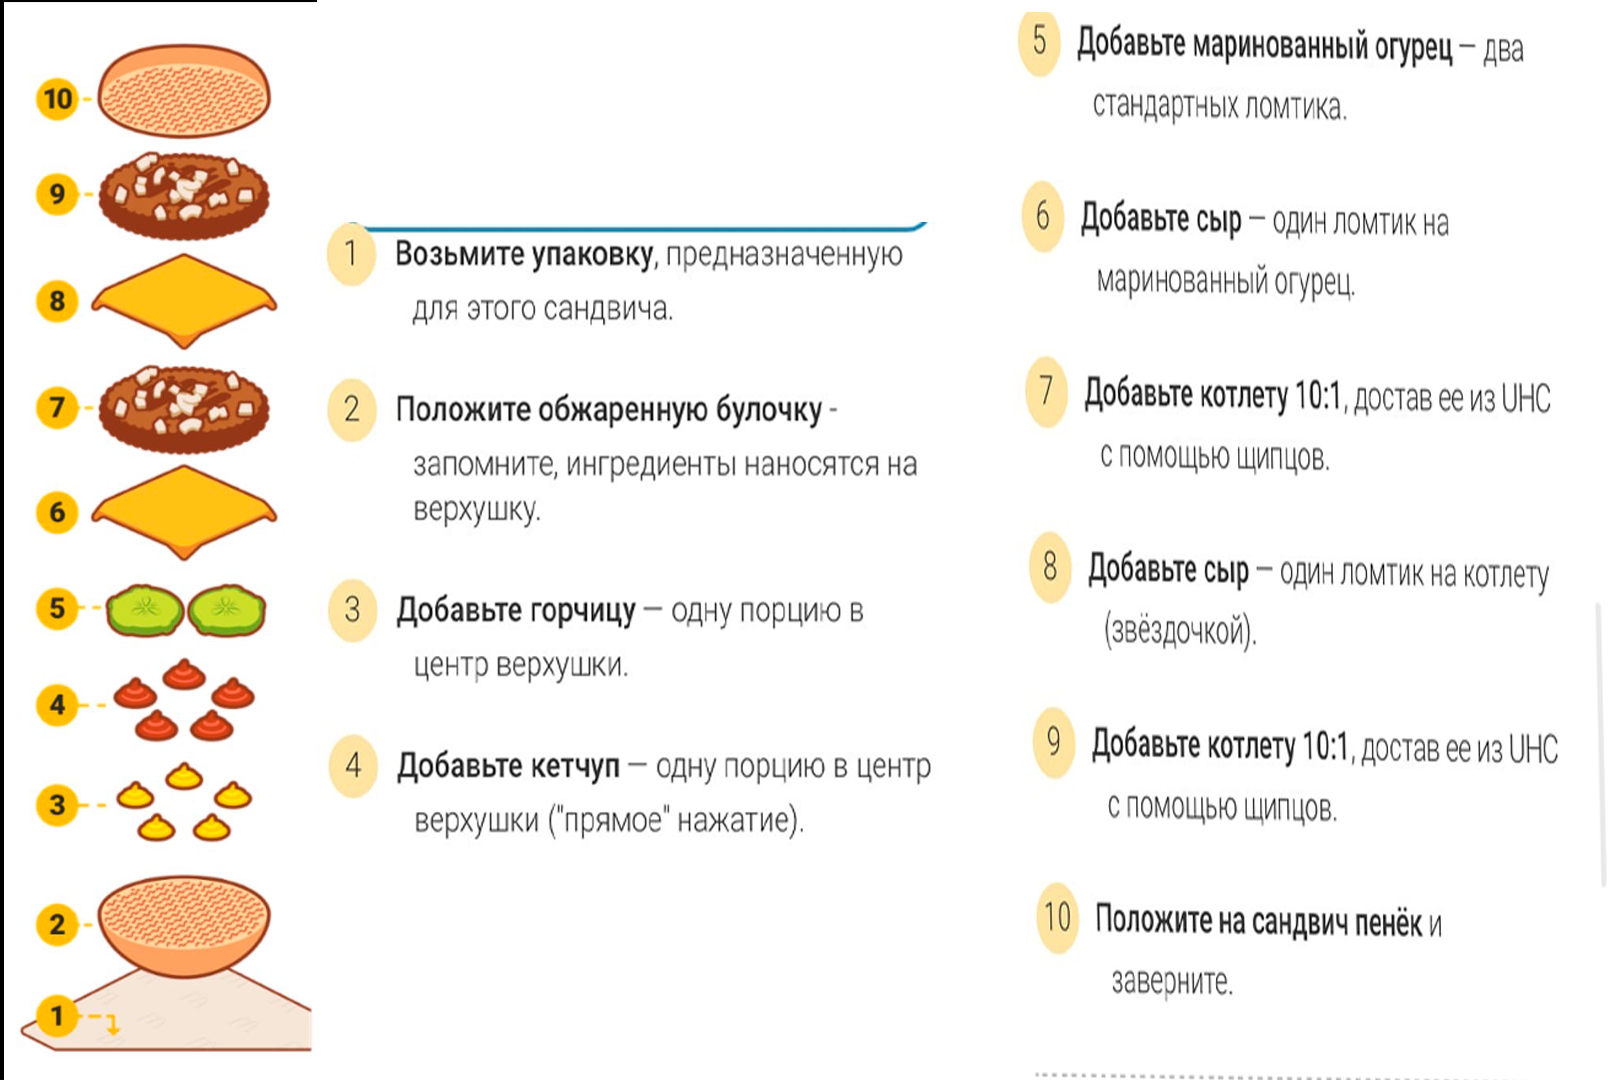 10
9
8
7
6
5
4
3
2
1
1 Возьмите упаковку, предназначенную
для этого сандвича.
2 Положите обжаренную булочку -
запомните, ингредиенты наносятся на
верхушку.
3 Добавьте горчицу – одну порцию в
центр верхушки.
4 Добавьте кетчуп – одну порцию в центр
верхушки ("прямое" нажатие).
5 Добавьте маринованный огурец – два
стандартных ломтика.
6 Добавьте сыр – один ломтик на
маринованный огурец.
7 Добавьте котлету 10:1, достав ее из UHC
с помощью щипцов.
8 Добавьте сыр – один ломтик на котлету
(звёздочкой).
9 Добавьте котлету 10:1, достав ее из UHC
с помощью щипцов.
10 Положите на сандвич пенёк и
заверните.